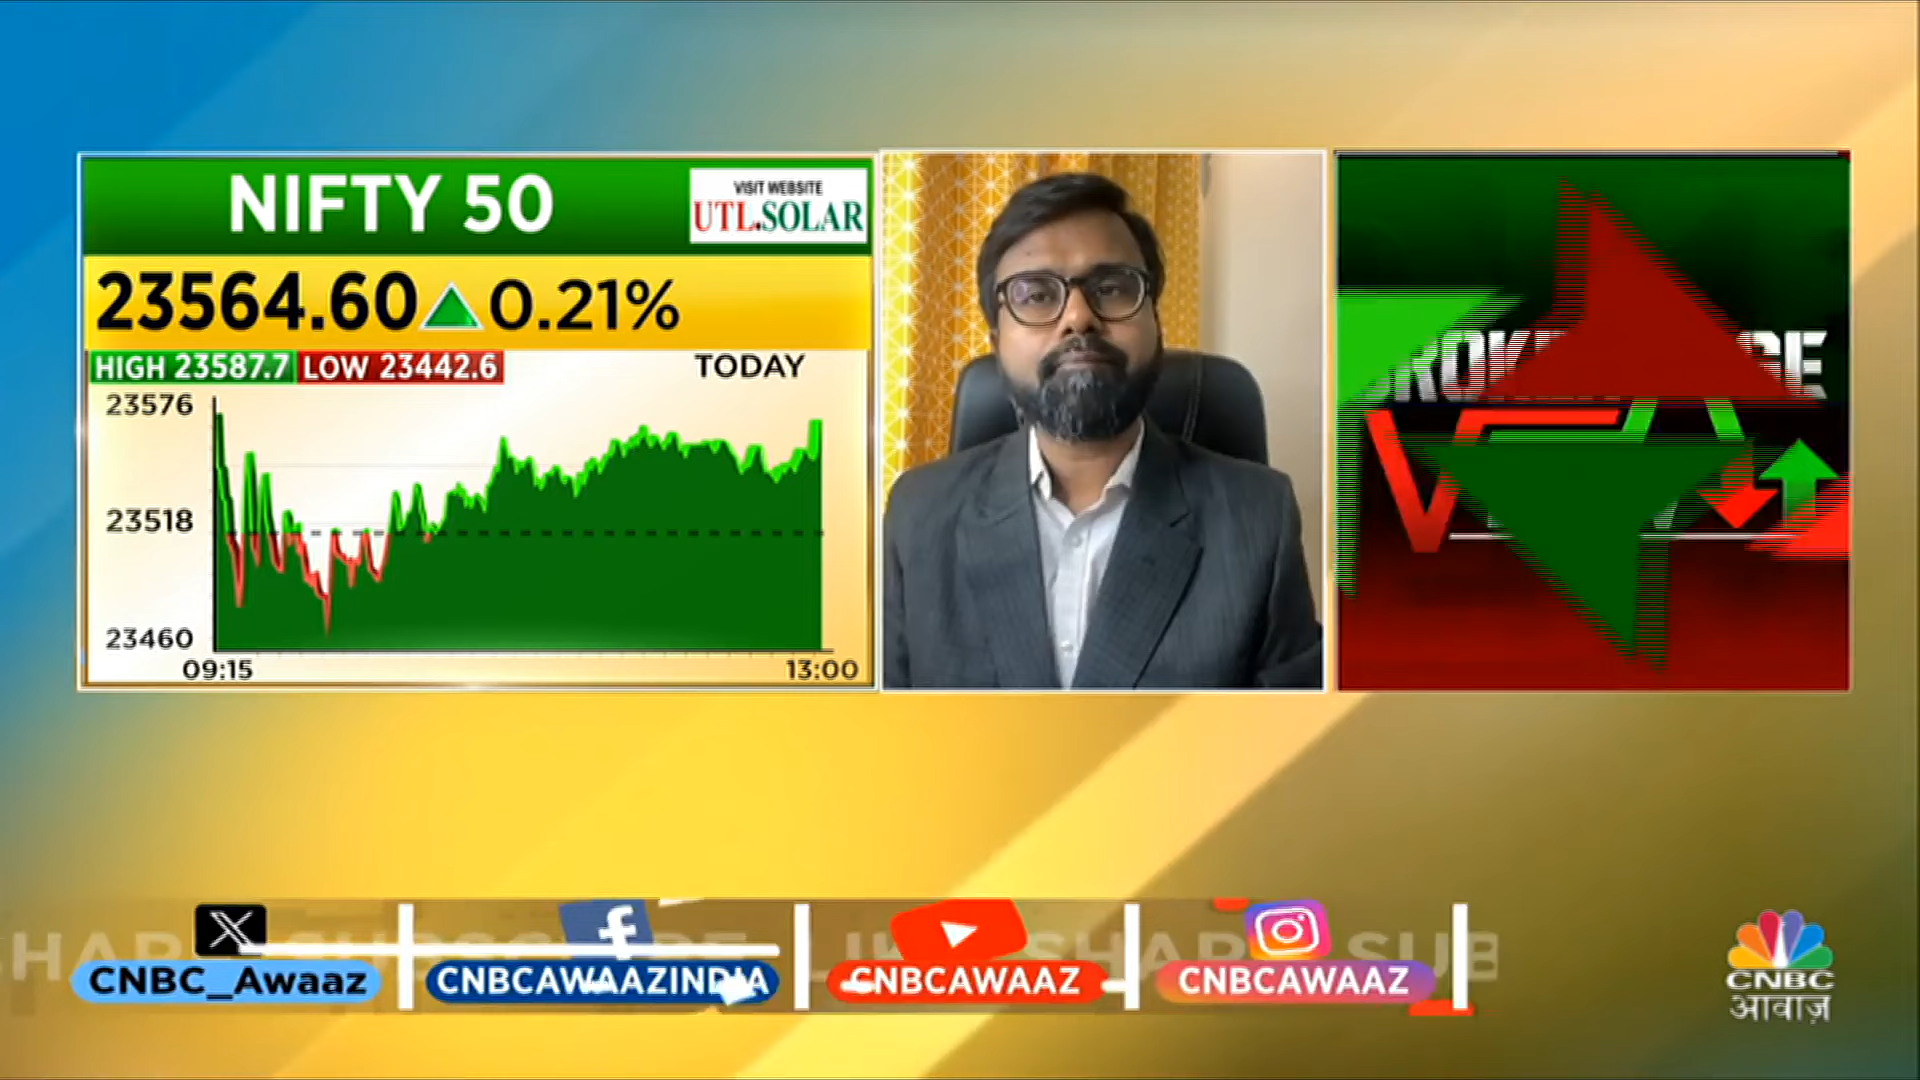 NIFTY 50
VISIT WEBSITE
UTL.SOLAR
23564.60 0.21%
HIGH 23587.7 LOW 23442.6
TODAY
23576
23518
23460
09:15
13:00
CNBC_Awaaz
CNBCAWAAZINDIA
CNBCAWAAZ
CNBCAWAAZ
CNBC
आवाज़